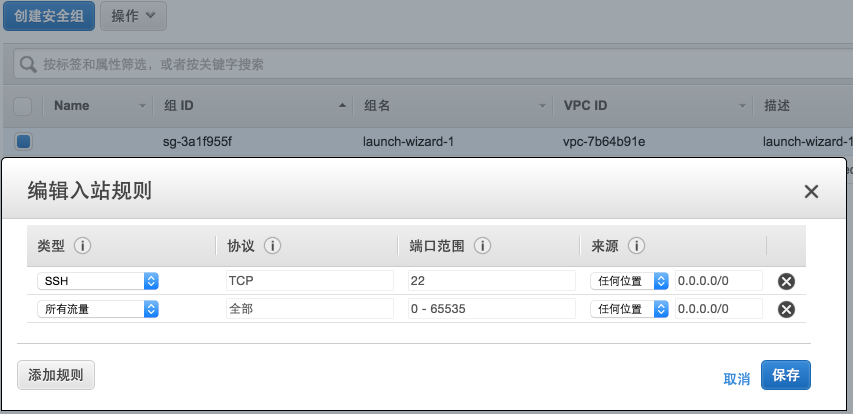 创建安全组 操作
按标签和属性筛选，或者按关键字搜索
Name 组 ID 组名 VPC ID 描述
sg-3a1f955f launch-wizard-1 vpc-7b64b91e launch-wizard-1
编辑入站规则
类型 协议 端口范围 来源
SSH TCP 22 任何位置 0.0.0.0/0
所有流量 全部 0 - 65535 任何位置 0.0.0.0/0
添加规则 取消 保存